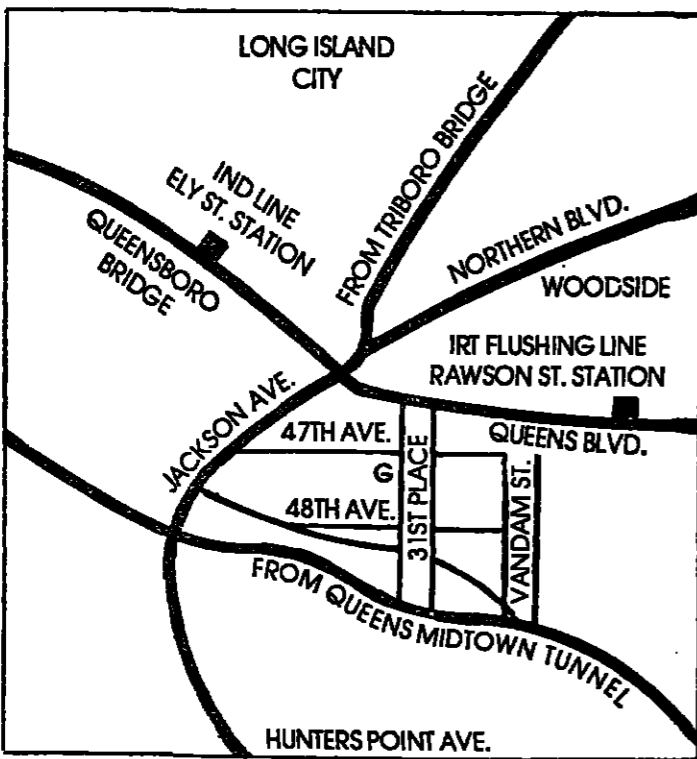 LONG ISLAND
CITY
FROM TRIBORO BRIDGE
IND LINE
ELY ST. STATION
QUEENSBORO
BRIDGE
NORTHERN BLVD.
WOODSIDE
IRT FLUSHING LINE
RAWSON ST. STATION
JACKSON AVE.
47TH AVE.
QUEENS BLVD.
G
31ST PLACE
VANDAM ST.
48TH AVE.
FROM QUEENS MIDTOWN TUNNEL
HUNTERS POINT AVE.